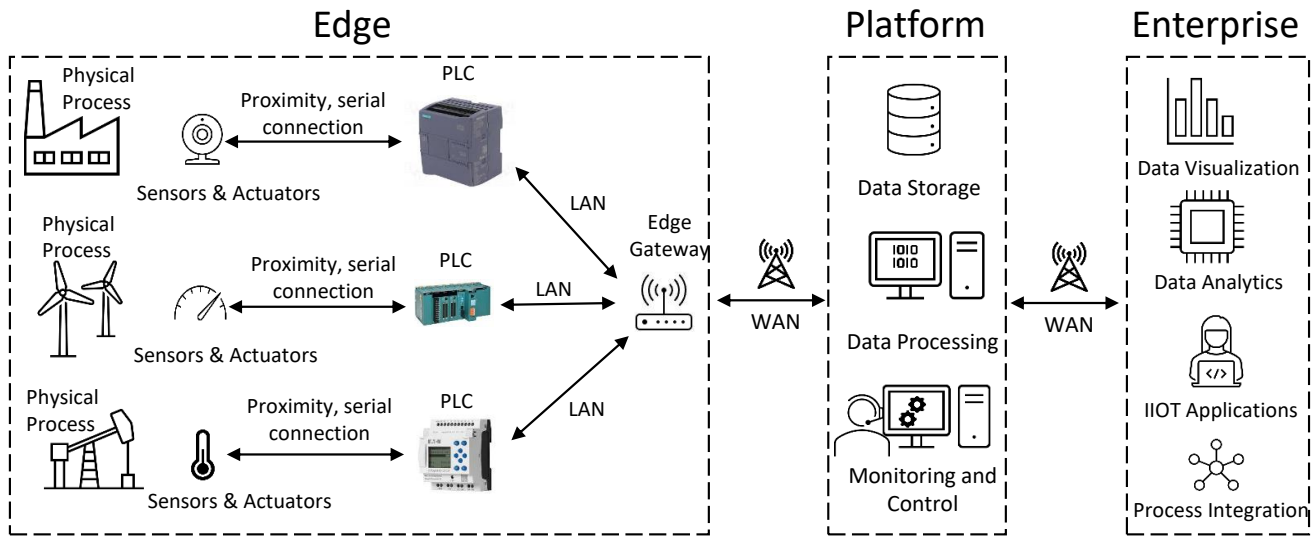 Edge
Platform
Enterprise
Physical
Process
Proximity, serial
connection
PLC
Sensors & Actuators
LAN
Physical
Process
Proximity, serial
connection
PLC
LAN
Edge
Gateway
Sensors & Actuators
Physical
Process
Proximity, serial
connection
PLC
LAN
Sensors & Actuators
WAN
Data Storage
1010
1010
Data Processing
Monitoring and
Control
WAN
Data Visualization
Data Analytics
</>
IIOT Applications
Process Integration